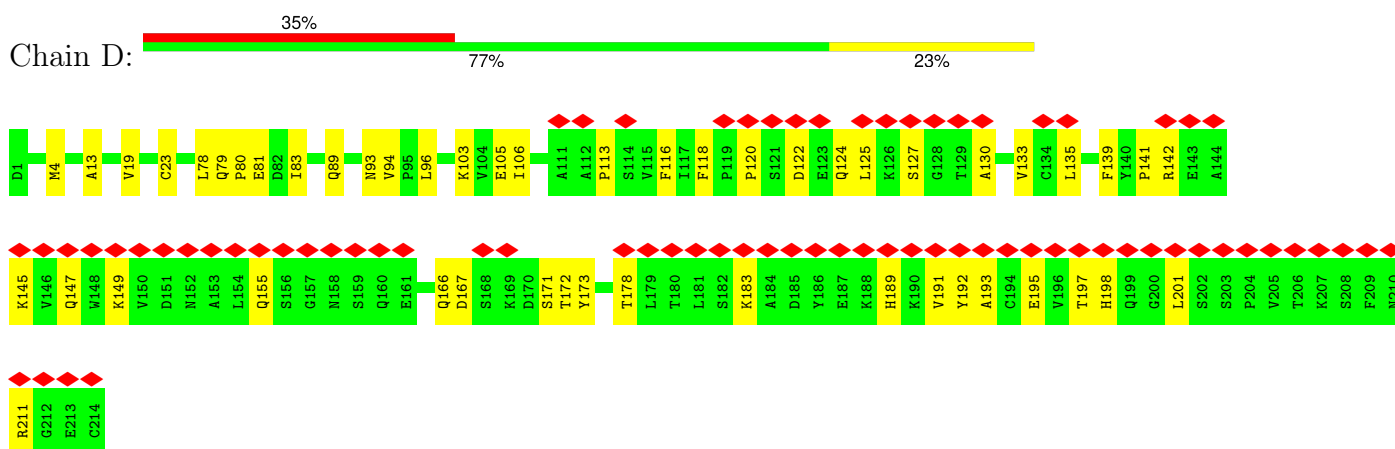 35%
Chain D:
77% 23%
D1 M4 A13 V19 C23 L78 Q79 P80 E81 D82 I83 Q89 N93 V94 P95 L96 K103 V104 E105 I106 A111 A112 P113 S114 V115 F116 I117 F118 P119 P120 S121 D122 E123 Q124 L125 K126 S127 G128 T129 A130 V133 C134 L135 F139 Y140 P141 R142 E143 A144
K145 V146 Q147 W148 K149 V150 D151 N152 A153 L154 Q155 S156 G157 N158 S159 Q160 E161 Q166 D167 S168 K169 D170 S171 T172 Y173 T178 L179 T180 L181 S182 K183 A184 D185 Y186 E187 K188 H189 K190 V191 Y192 A193 C194 E195 V196 T197 H198 Q199 G200 L201 S202 S203 P204 V205 T206 K207 S208 F209 N210
R211 G212 E213 C214